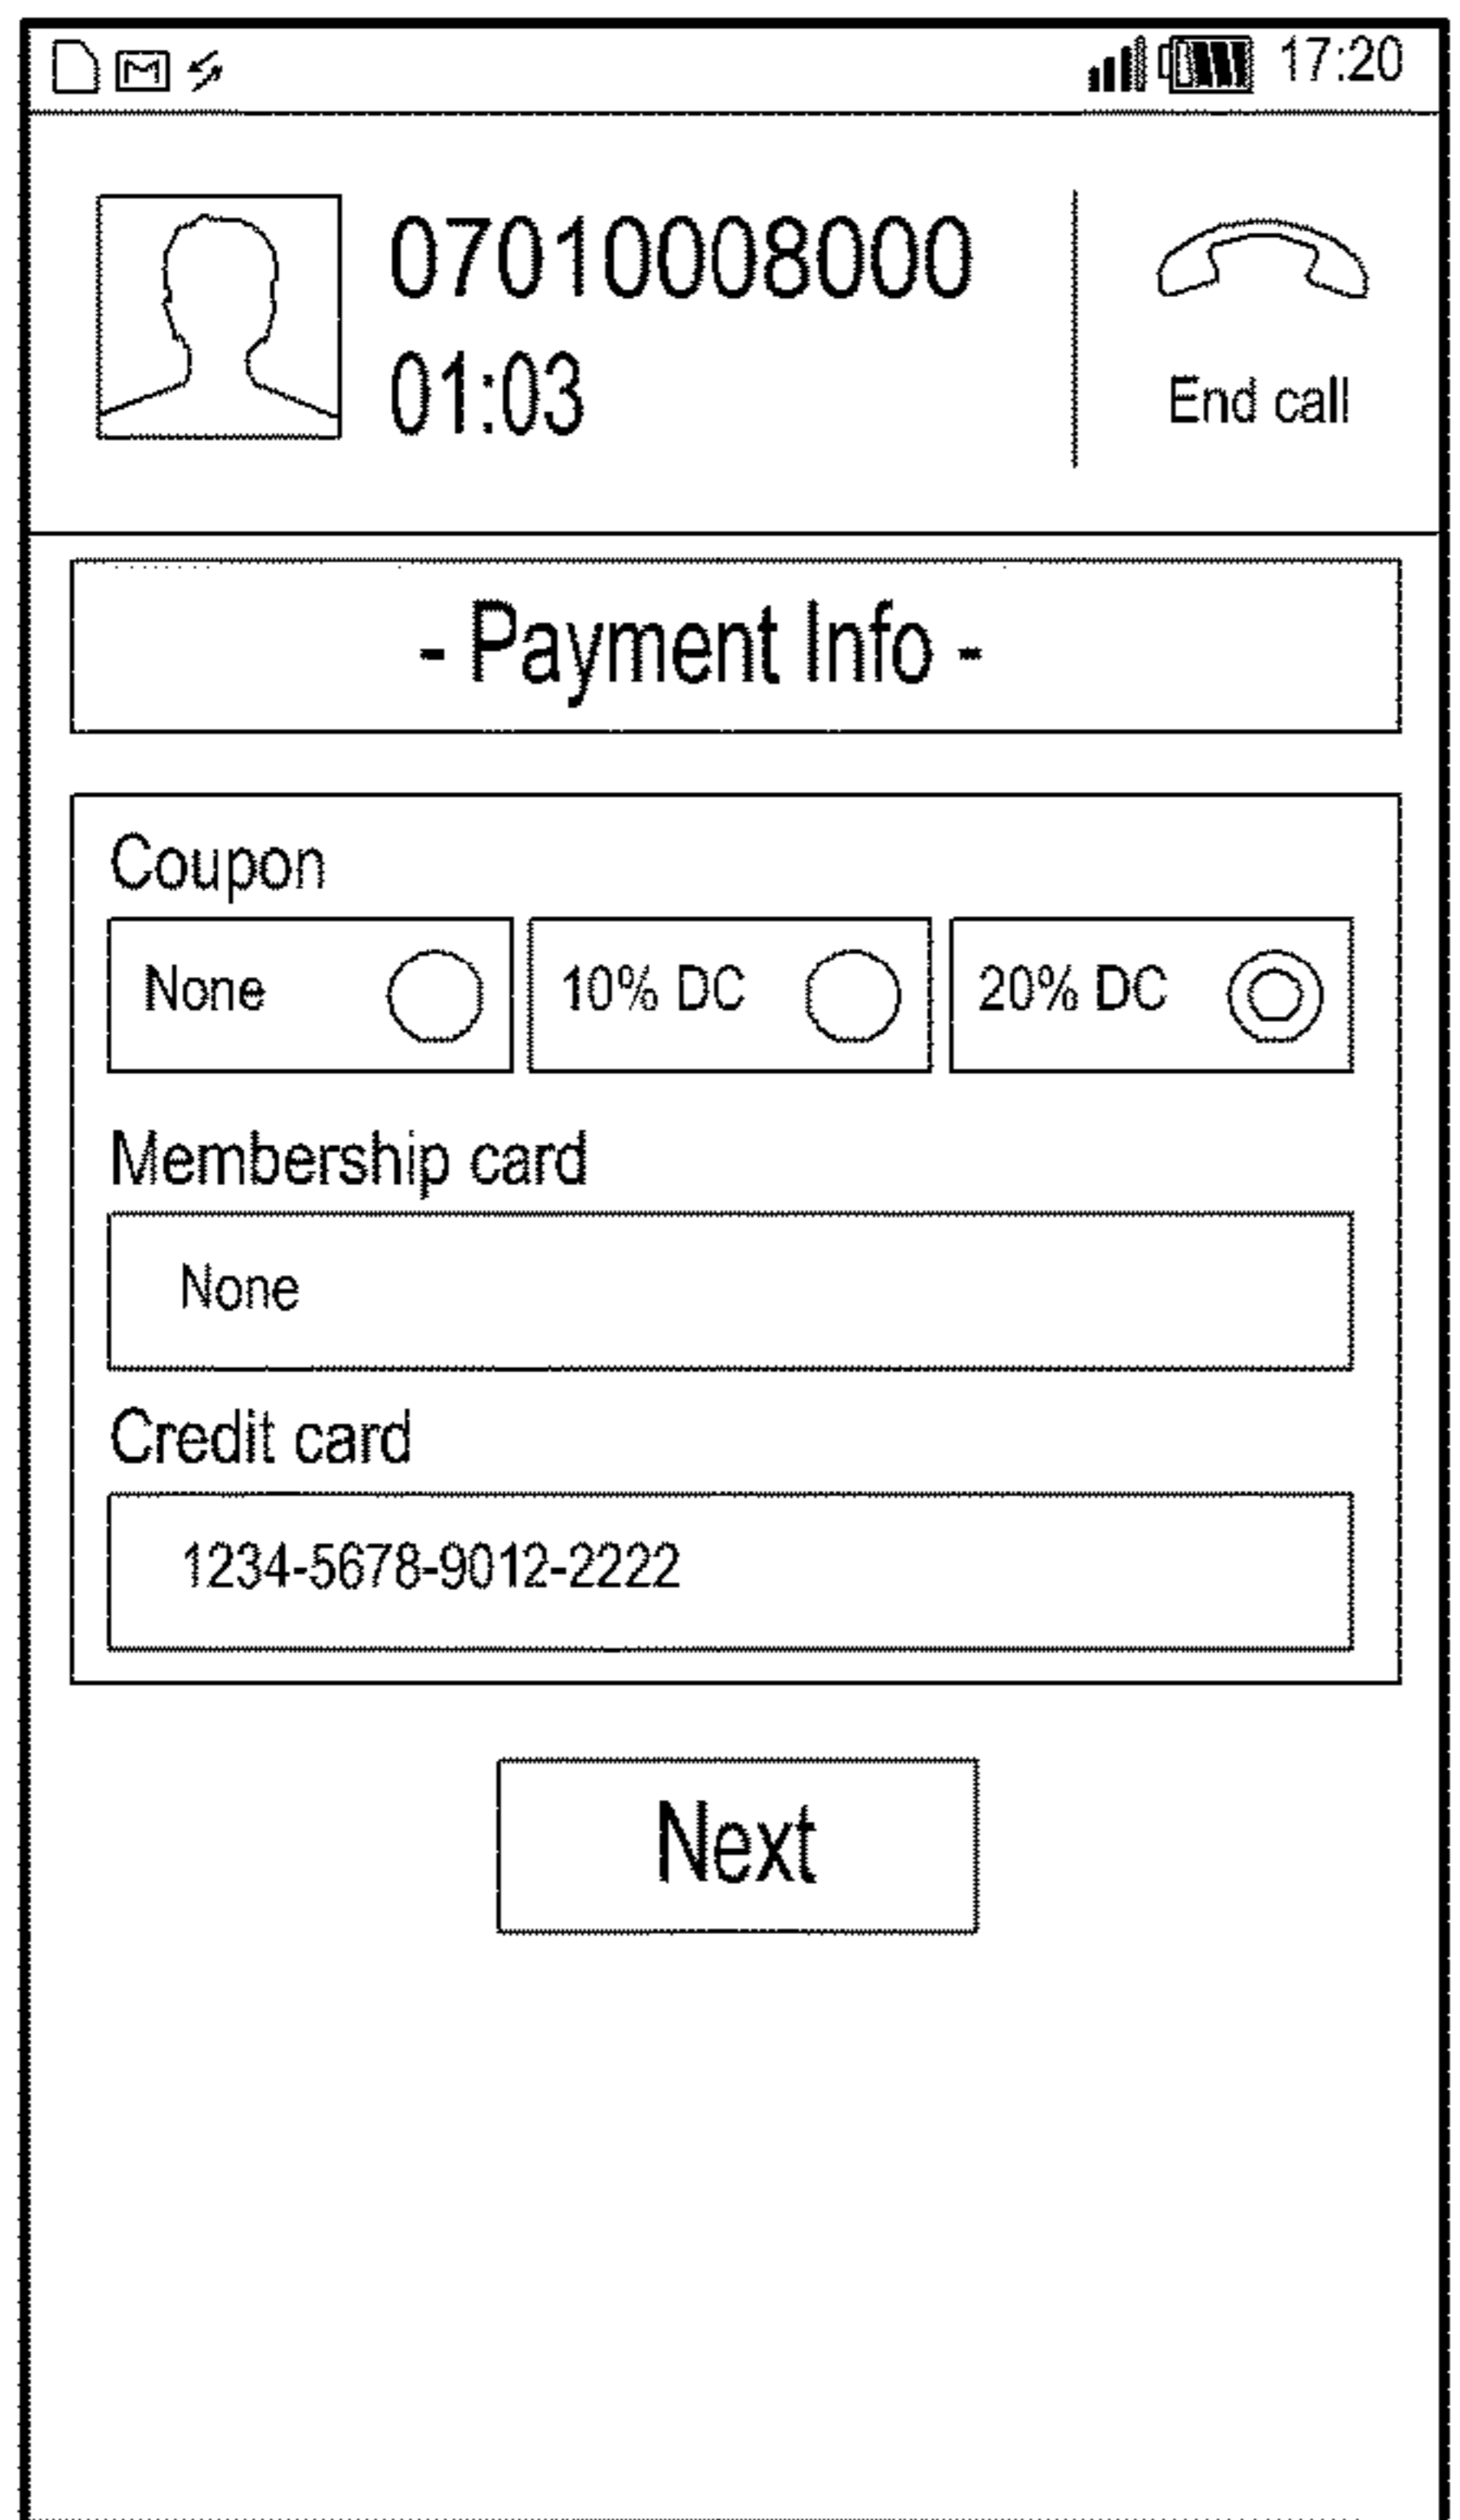 17:20
07010008000
01:03
End call
- Payment Info -
Coupon
None 10% DC 20% DC
Membership card
None
Credit card
1234-5678-9012-2222
Next